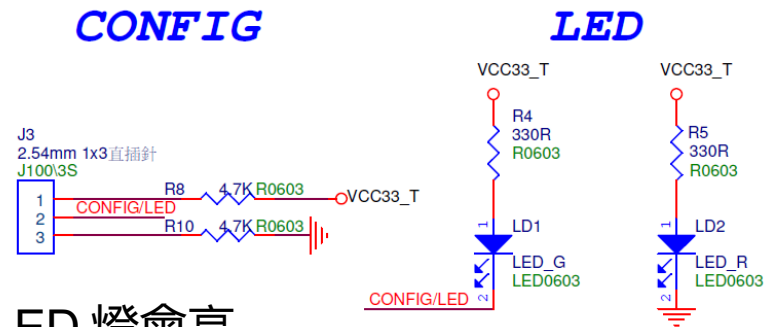 CONFIG
LED
J3
2.54mm 1x3直插針
J100\3S
1
2
3
R8
4.7K
R0603
VCC33_T
CONFIG/LED
R10
4.7K
R0603
VCC33_T
R4
330R
R0603
1
LD1
LED_G
LED0603
2
CONFIG/LED
VCC33_T
R5
330R
R0603
1
LD2
LED_R
LED0603
2